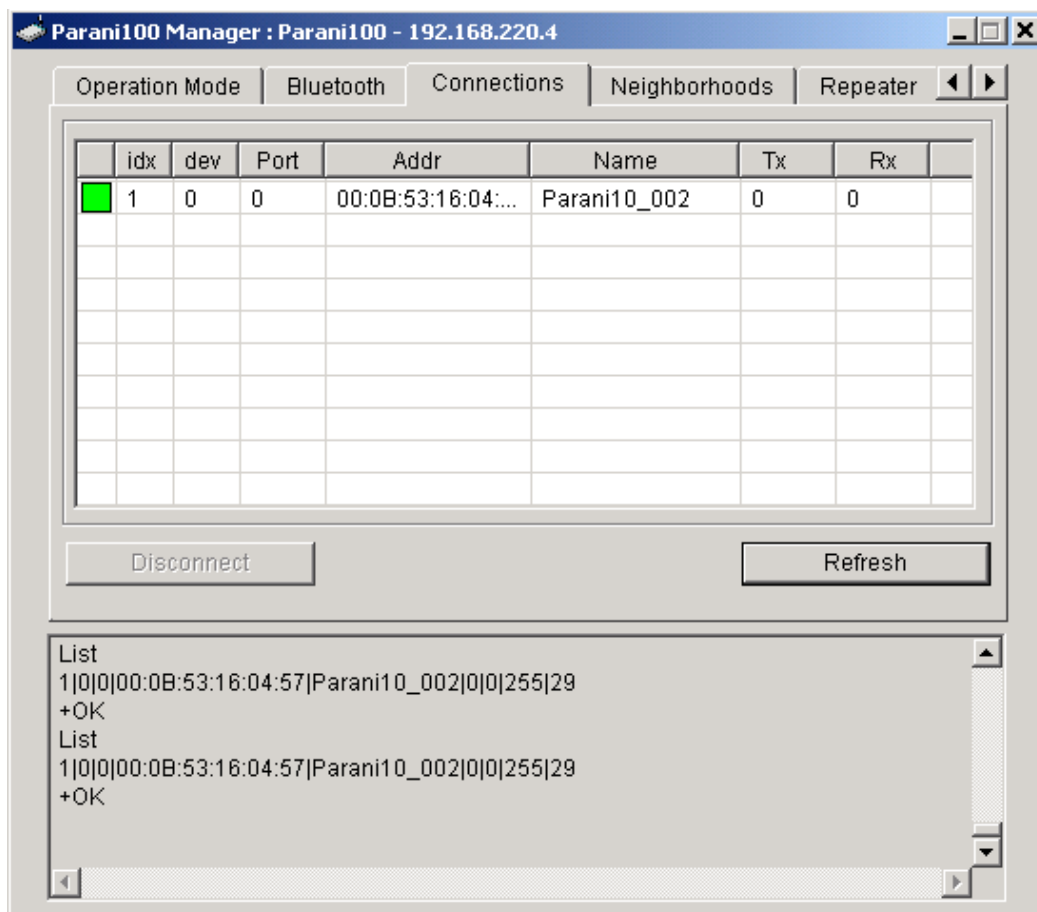 Parani100 Manager : Parani100 - 192.168.220.4
Operation Mode Bluetooth Connections Neighborhoods Repeater
idx dev Port Addr Name Tx Rx
1 0 0 00:0B:53:16:04:... Parani10_002 0 0
Disconnect Refresh
List
1|0|0|00:0B:53:16:04:57|Parani10_002|0|0|255|29
+OK
List
1|0|0|00:0B:53:16:04:57|Parani10_002|0|0|255|29
+OK